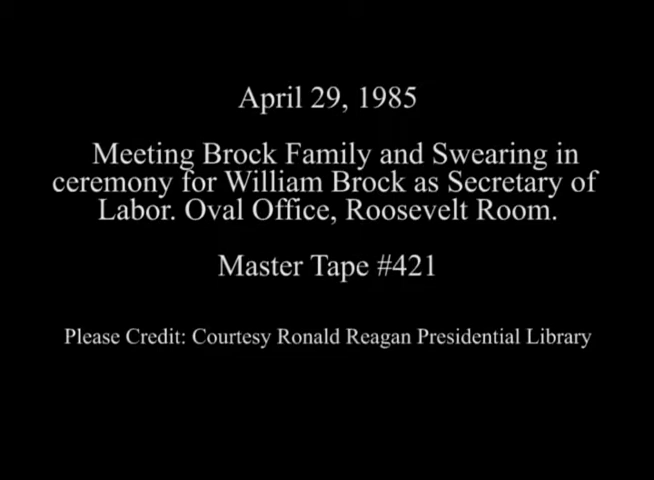 April 29, 1985
Meeting Brock Family and Swearing in
ceremony for William Brock as Secretary of
Labor. Oval Office, Roosevelt Room.
Master Tape #421
Please Credit: Courtesy Ronald Reagan Presidential Library